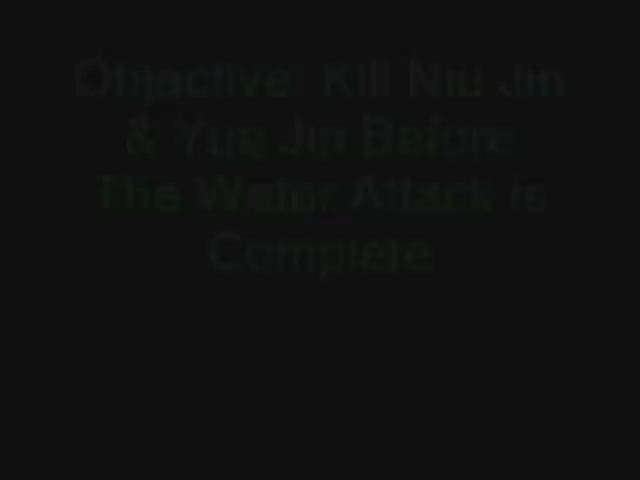 Objective: Kill Niu Jin
& Yue Jin Before
The Water Attack is
Complete